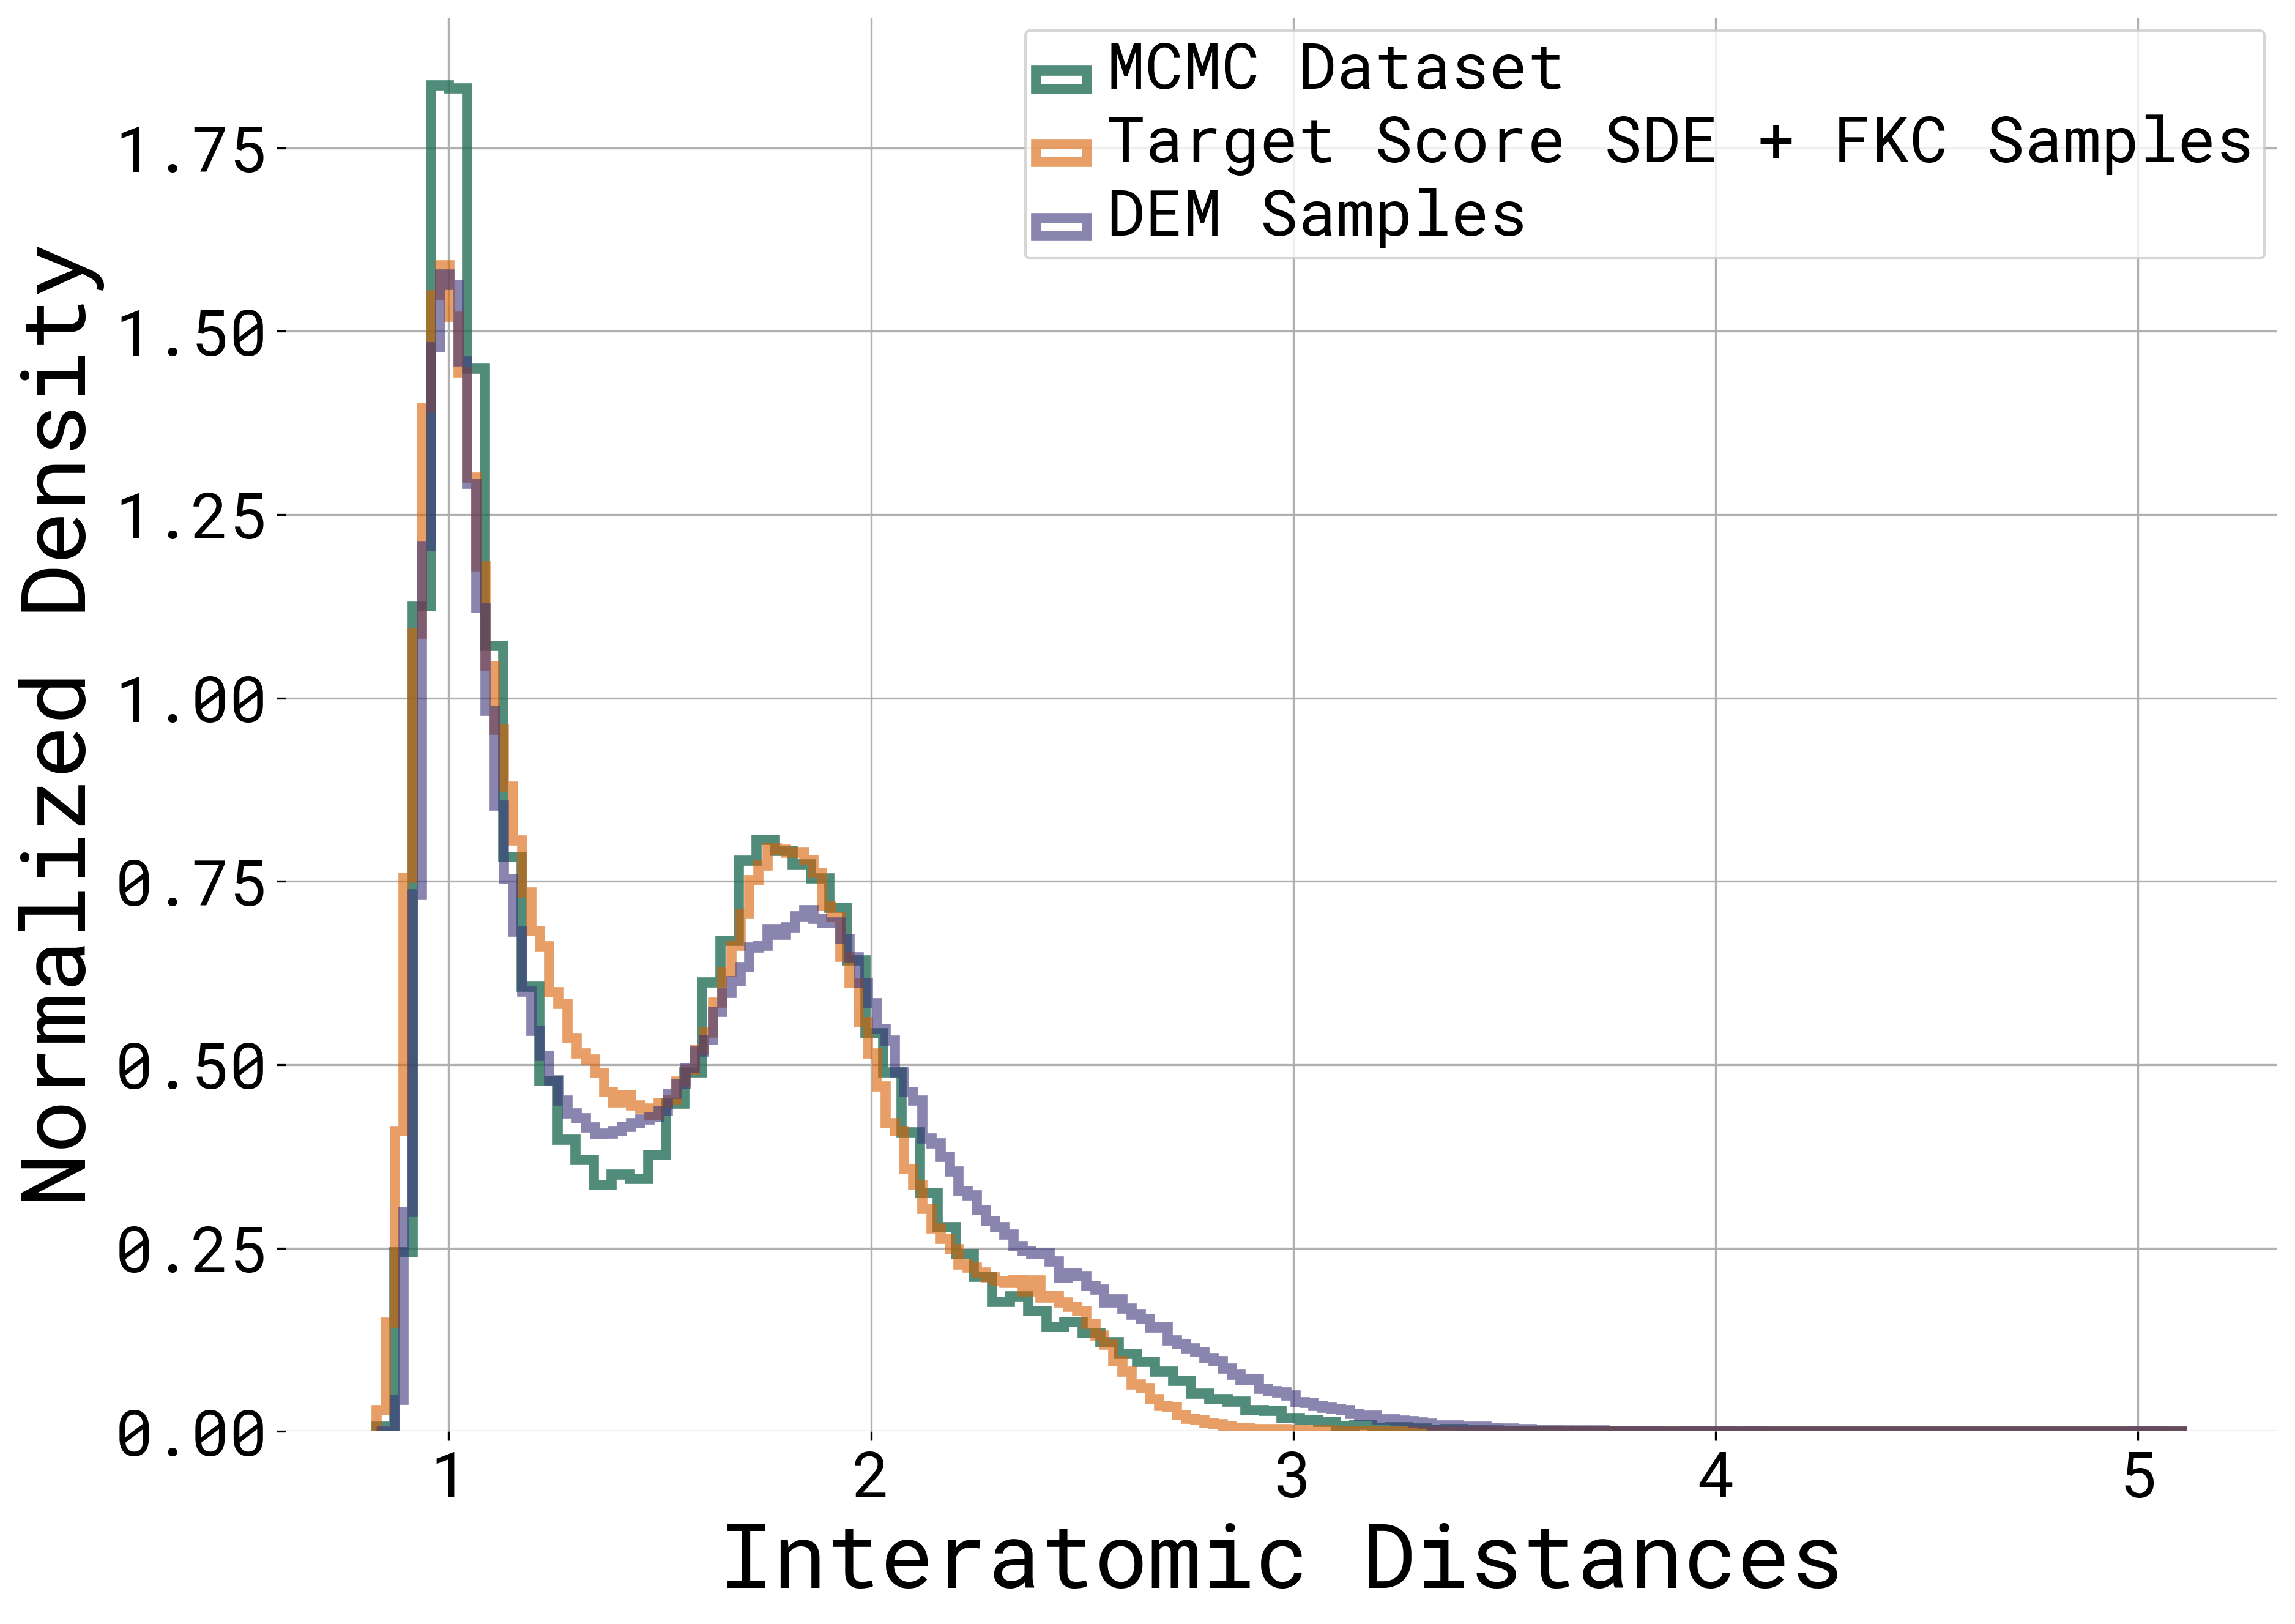 MCMC Dataset
Target Score SDE + FKC Samples
DEM Samples
Normalized Density
1.75
1.50
1.25
1.00
0.75
0.50
0.25
0.00
1 2 3 4 5
Interatomic Distances